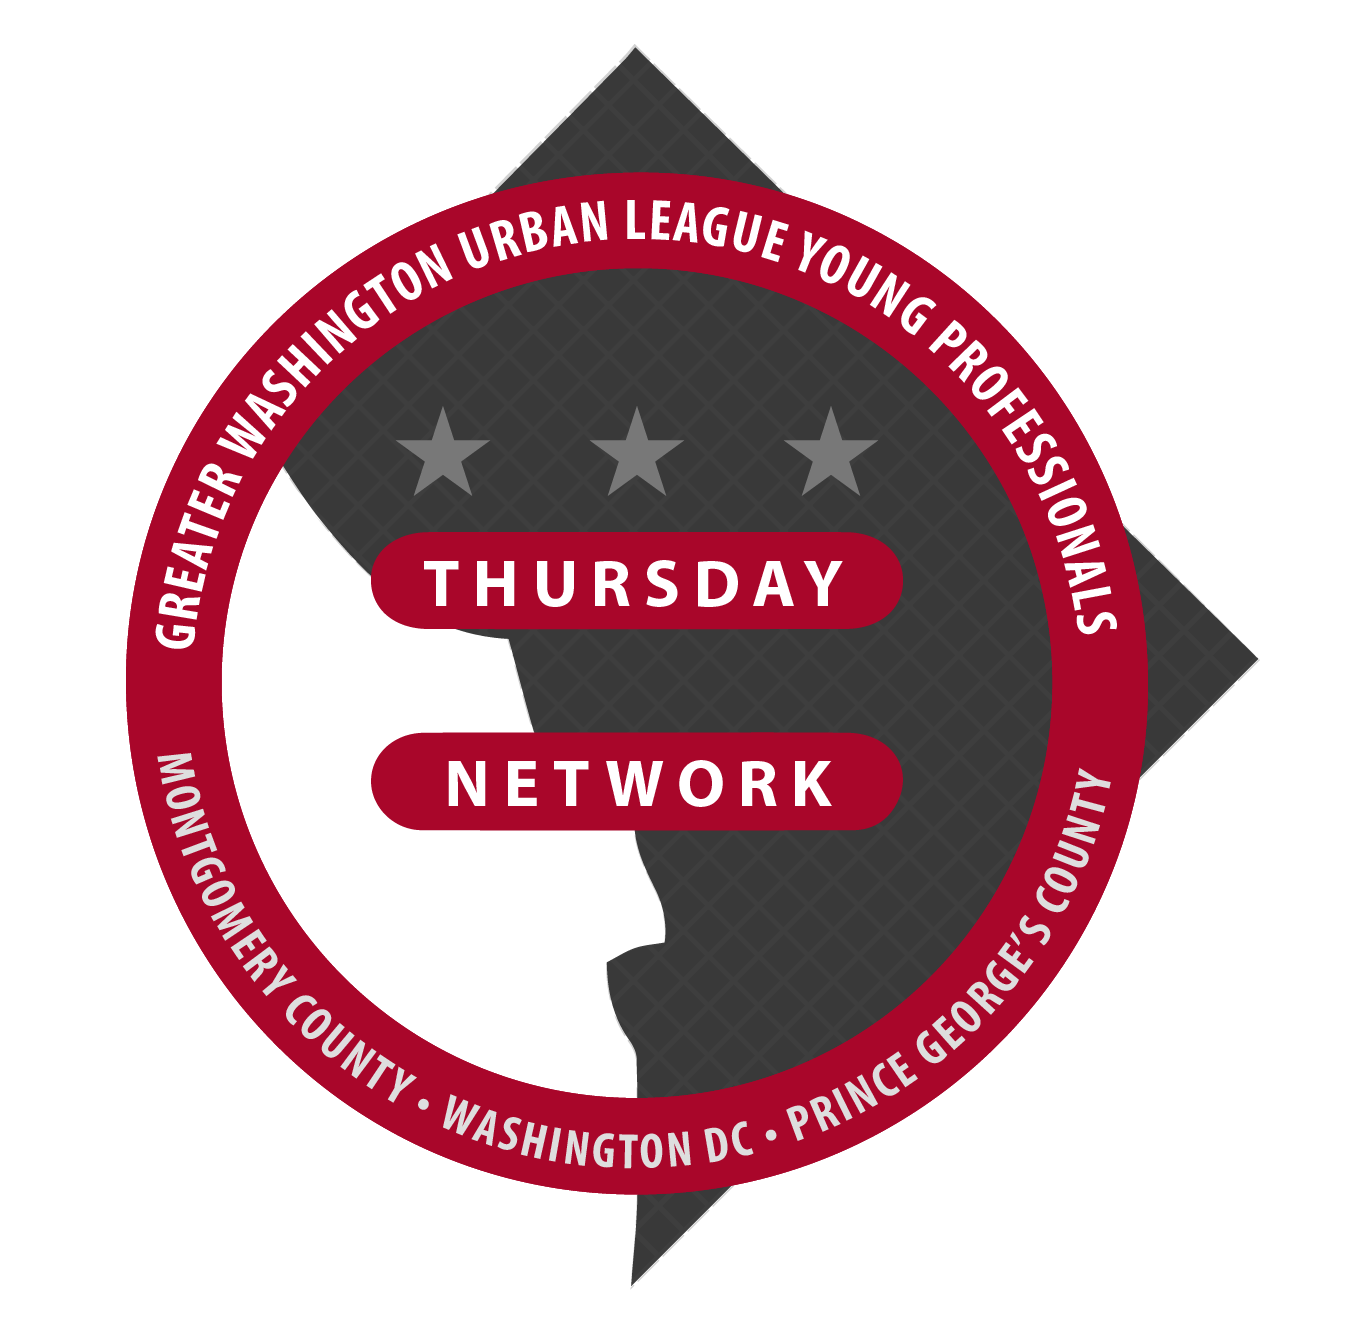 GREATER WASHINGTON URBAN LEAGUE YOUNG PROFESSIONALS
THURSDAY
NETWORK
MONTGOMERY COUNTY • WASHINGTON DC • PRINCE GEORGE'S COUNTY